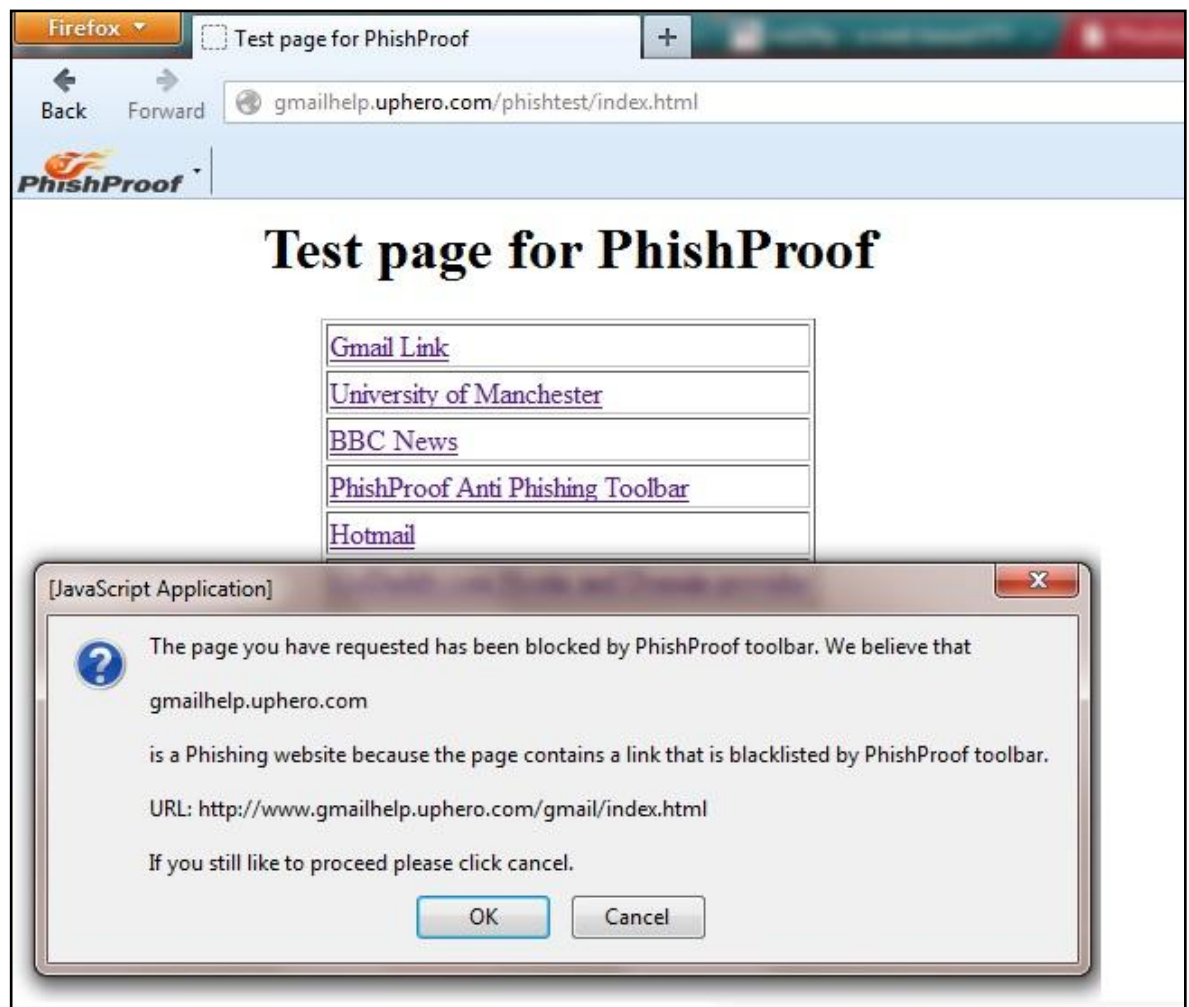 Firefox
Test page for PhishProof
+
Back Forward gmailhelp.uphero.com/phishtest/index.html
PhishProof
Test page for PhishProof
Gmail Link
University of Manchester
BBC News
PhishProof Anti Phishing Toolbar
Hotmail
[JavaScript Application]
The page you have requested has been blocked by PhishProof toolbar. We believe that
gmailhelp.uphero.com
is a Phishing website because the page contains a link that is blacklisted by PhishProof toolbar.
URL: http://www.gmailhelp.uphero.com/gmail/index.html
If you still like to proceed please click cancel.
OK Cancel